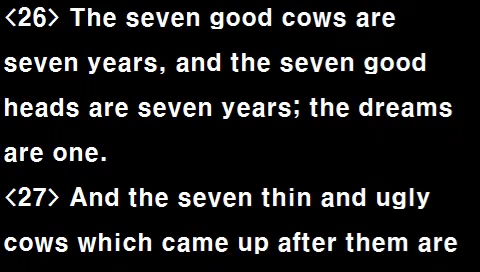 <26> The seven good cows are
seven years, and the seven good
heads are seven years; the dreams
are one.
<27> And the seven thin and ugly
cows which came up after them are